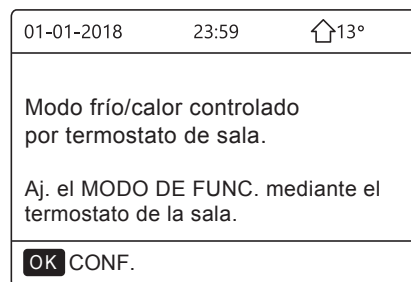 01-01-2018 23:59 13°
Modo frío/calor controlado
por termostato de sala.
Aj. el MODO DE FUNC. mediante el
termostato de la sala.
OK CONF.